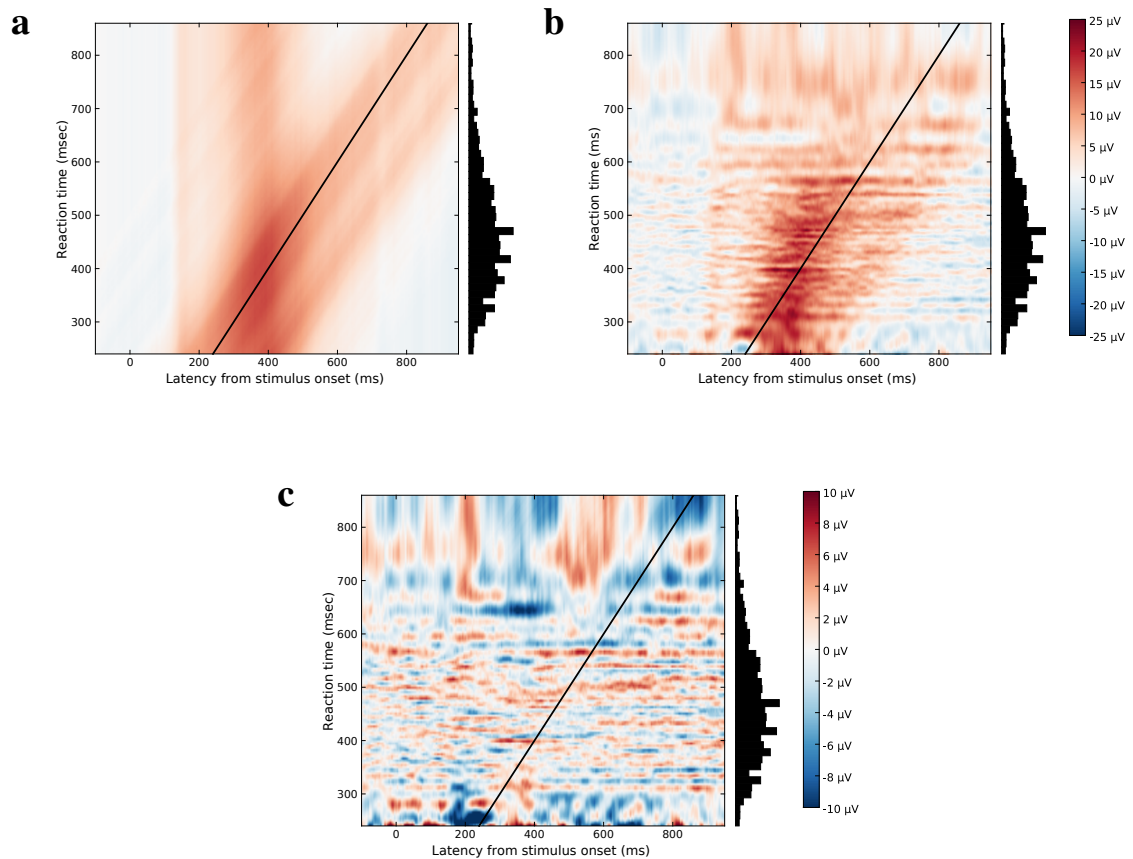 a
800
700
600
500
400
300
Reaction time (msec)
0 200 400 600 800
Latency from stimulus onset (ms)
b
800
700
600
500
400
300
Reaction time (ms)
0 200 400 600 800
Latency from stimulus onset (ms)
25 µV
20 µV
15 µV
10 µV
5 µV
0 µV
-5 µV
-10 µV
-15 µV
-20 µV
-25 µV
c
800
700
600
500
400
300
Reaction time (msec)
0 200 400 600 800
Latency from stimulus onset (ms)
10 µV
8 µV
6 µV
4 µV
2 µV
0 µV
-2 µV
-4 µV
-6 µV
-8 µV
-10 µV